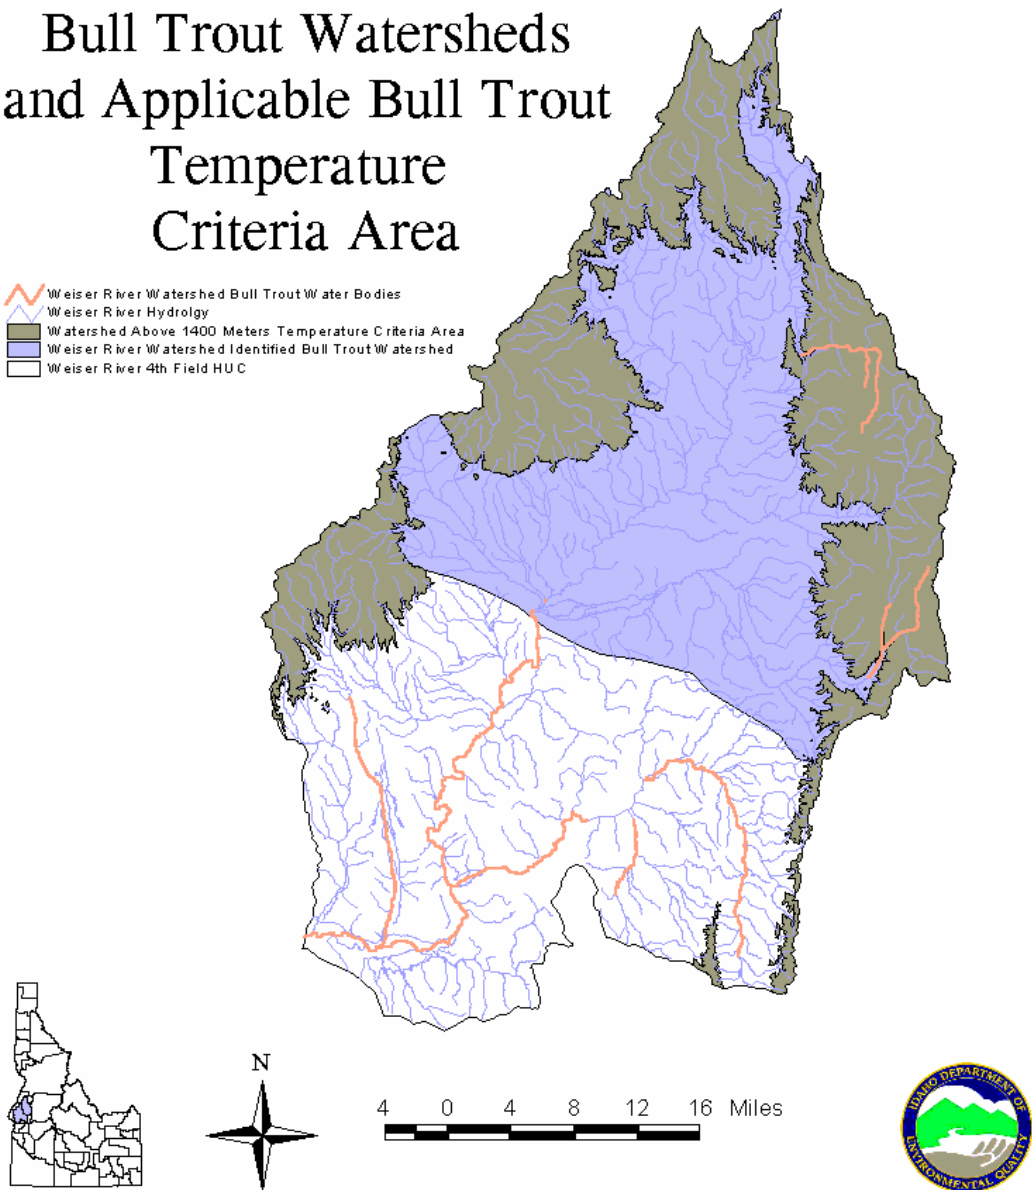 Bull Trout Watersheds
and Applicable Bull Trout
Temperature
Criteria Area
Weiser River Watershed Bull Trout Water Bodies
Weiser River Hydrolgy
Watershed Above 1400 Meters Temperature Criteria Area
Weiser River Watershed Identified Bull Trout Watershed
Weiser River 4th Field HUC
N
4 0 4 8 12 16 Miles
IDAHO DEPARTMENT OF
ENVIRONMENTAL QUALITY